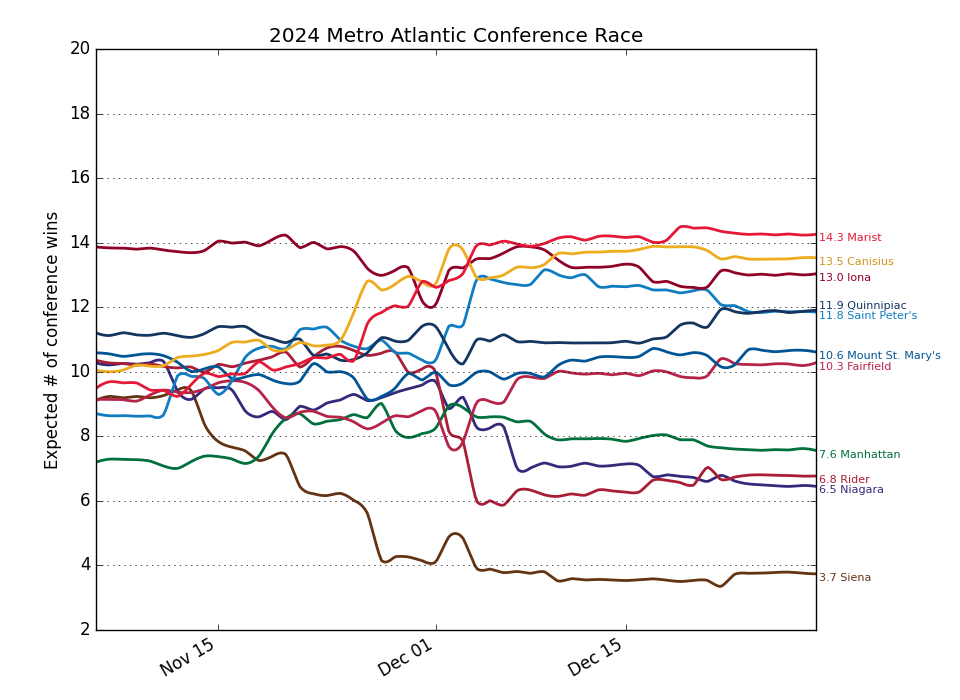 2024 Metro Atlantic Conference Race
Expected # of conference wins
20
18
16
14
12
10
8
6
4
2
14.3 Marist
13.5 Canisius
13.0 Iona
11.9 Quinnipiac
11.8 Saint Peter's
10.6 Mount St. Mary's
10.3 Fairfield
7.6 Manhattan
6.8 Rider
6.5 Niagara
3.7 Siena
Nov 15
Dec 01
Dec 15